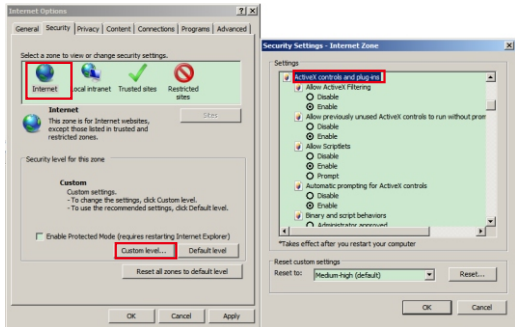 Internet Options
General Security Privacy Content Connections Programs Advanced
Select a zone to view or change security settings.
Internet Local intranet Trusted sites Restricted sites
Internet
Sites
This zone is for Internet websites,
except those listed in trusted and
restricted zones.
Security level for this zone
Custom
Custom settings.
- To change the settings, click Custom level.
- To use the recommended settings, click Default level.
Enable Protected Mode (requires restarting Internet Explorer)
Custom level... Default level
Reset all zones to default level
OK Cancel Apply
Security Settings - Internet Zone
Settings
ActiveX controls and plug-ins
Allow ActiveX Filtering
Disable
Enable
Allow previously unused ActiveX controls to run without prom
Disable
Enable
Allow Scriptlets
Disable
Enable
Prompt
Automatic prompting for ActiveX controls
Disable
Enable
Binary and script behaviors
Administrator approved
*Takes effect after you restart your computer
Reset custom settings
Reset to: Medium-high (default) Reset...
OK Cancel